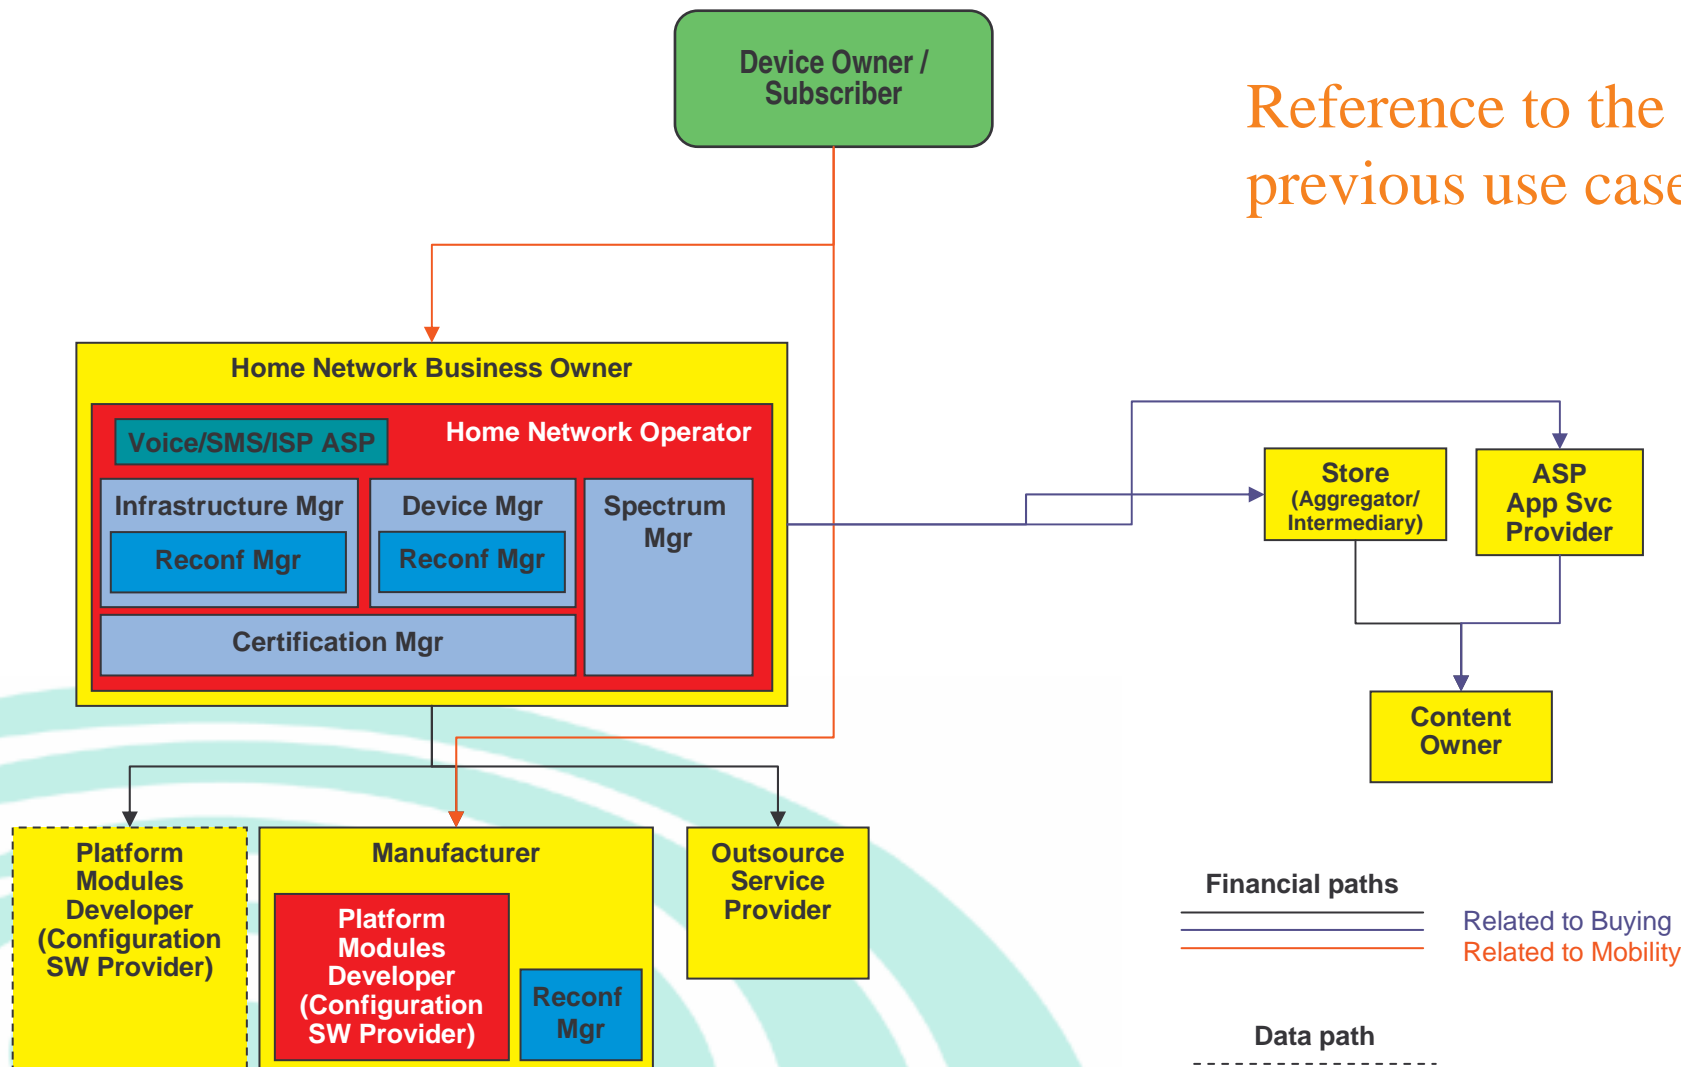 Device Owner /
Subscriber
Reference to the
previous use case
Home Network Business Owner
Voice/SMS/ISP ASP
Home Network Operator
Infrastructure Mgr
Reconf Mgr
Device Mgr
Reconf Mgr
Spectrum
Mgr
Certification Mgr
Store
(Aggregator/
Intermediary)
ASP
App Svc
Provider
Content
Owner
Platform
Modules
Developer
(Configuration
SW Provider)
Manufacturer
Platform
Modules
Developer
(Configuration
SW Provider)
Reconf
Mgr
Outsource
Service
Provider
Financial paths
Related to Buying
Related to Mobility
Data path